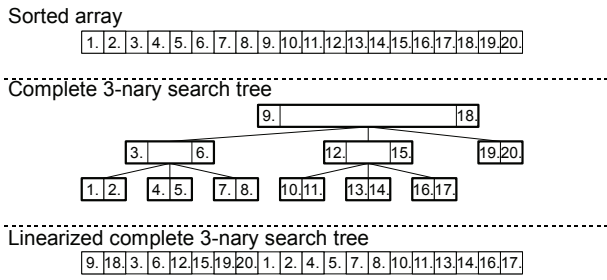 Sorted array
1. 2. 3. 4. 5. 6. 7. 8. 9. 10. 11. 12. 13. 14. 15. 16. 17. 18. 19. 20.
Complete 3-nary search tree
9. 18.
3. 6. 12. 15. 19. 20.
1. 2. 4. 5. 7. 8. 10. 11. 13. 14. 16. 17.
Linearized complete 3-nary search tree
9. 18. 3. 6. 12. 15. 19. 20. 1. 2. 4. 5. 7. 8. 10. 11. 13. 14. 16. 17.